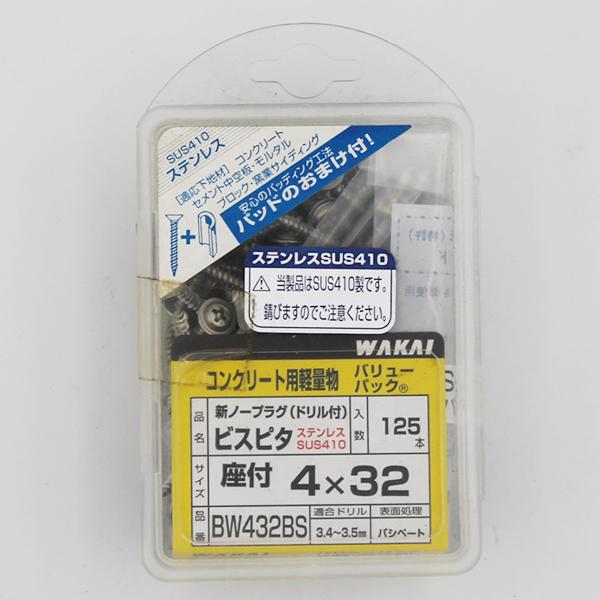 SUS410
ステンレス
[適応下地材] コンクリート
セメント中空板・モルタル
ブロック・窯業サイディング
安心のパッディング工法
パッドのおまけ付!
+
ステンレスSUS410
当製品はSUS410製です。
錆びますのでご注意ください。
WAKAI
コンクリート用軽量物 バリューパック®
品名 新ノープラグ(ドリル付) ビスピタ ステンレス SUS410 入数 125本
サイズ 座付 4×32
品番 BW432BS 適合ドリル 3.4~3.5mm 表面処理 パシペート
WAKAI